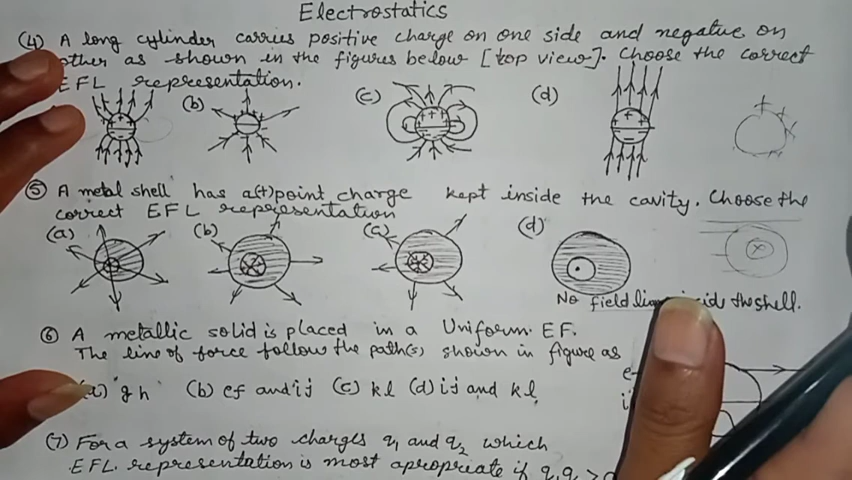 Electrostatics
(4) A long cylinder carries positive charge on one side and negative on
other as shown in the figures below [top view]. Choose the correct
EFL representation.
(b) (c) (d)
(5) A metal shell has a(+)point charge kept inside the cavity. Choose the
correct EFL representation
(a) (b) (c) (d)
No field lines inside the shell.
(6) A metallic solid is placed in a Uniform EF.
The line of force follow the path(s) shown in figure as
gh (b) ef and ij (c) kl (d) ij and kl
e
i
(7) For a system of two charges q1 and q2 which
EFL representation is most apropriate if q1q2 >